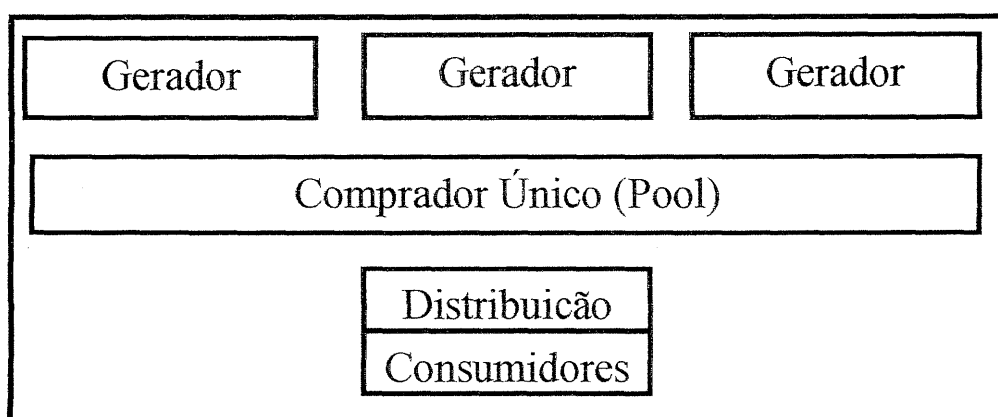 Gerador Gerador Gerador
Comprador Único (Pool)
Distribuicão
Consumidores